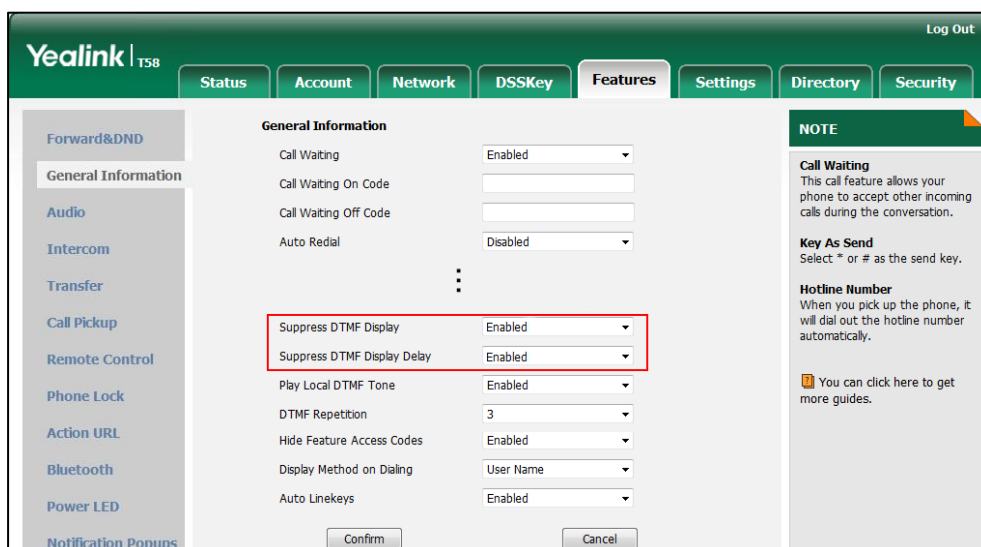 Log Out
Yealink T58
Status Account Network DSSKey Features Settings Directory Security
Forward&DND
General Information
Audio
Intercom
Transfer
Call Pickup
Remote Control
Phone Lock
Action URL
Bluetooth
Power LED
Notification Popups
General Information
Call Waiting Enabled
Call Waiting On Code
Call Waiting Off Code
Auto Redial Disabled
Suppress DTMF Display Enabled
Suppress DTMF Display Delay Enabled
Play Local DTMF Tone Enabled
DTMF Repetition 3
Hide Feature Access Codes Enabled
Display Method on Dialing User Name
Auto Linekeys Enabled
Confirm Cancel
NOTE
Call Waiting
This call feature allows your
phone to accept other incoming
calls during the conversation.
Key As Send
Select * or # as the send key.
Hotline Number
When you pick up the phone, it
will dial out the hotline number
automatically.
You can click here to get
more guides.